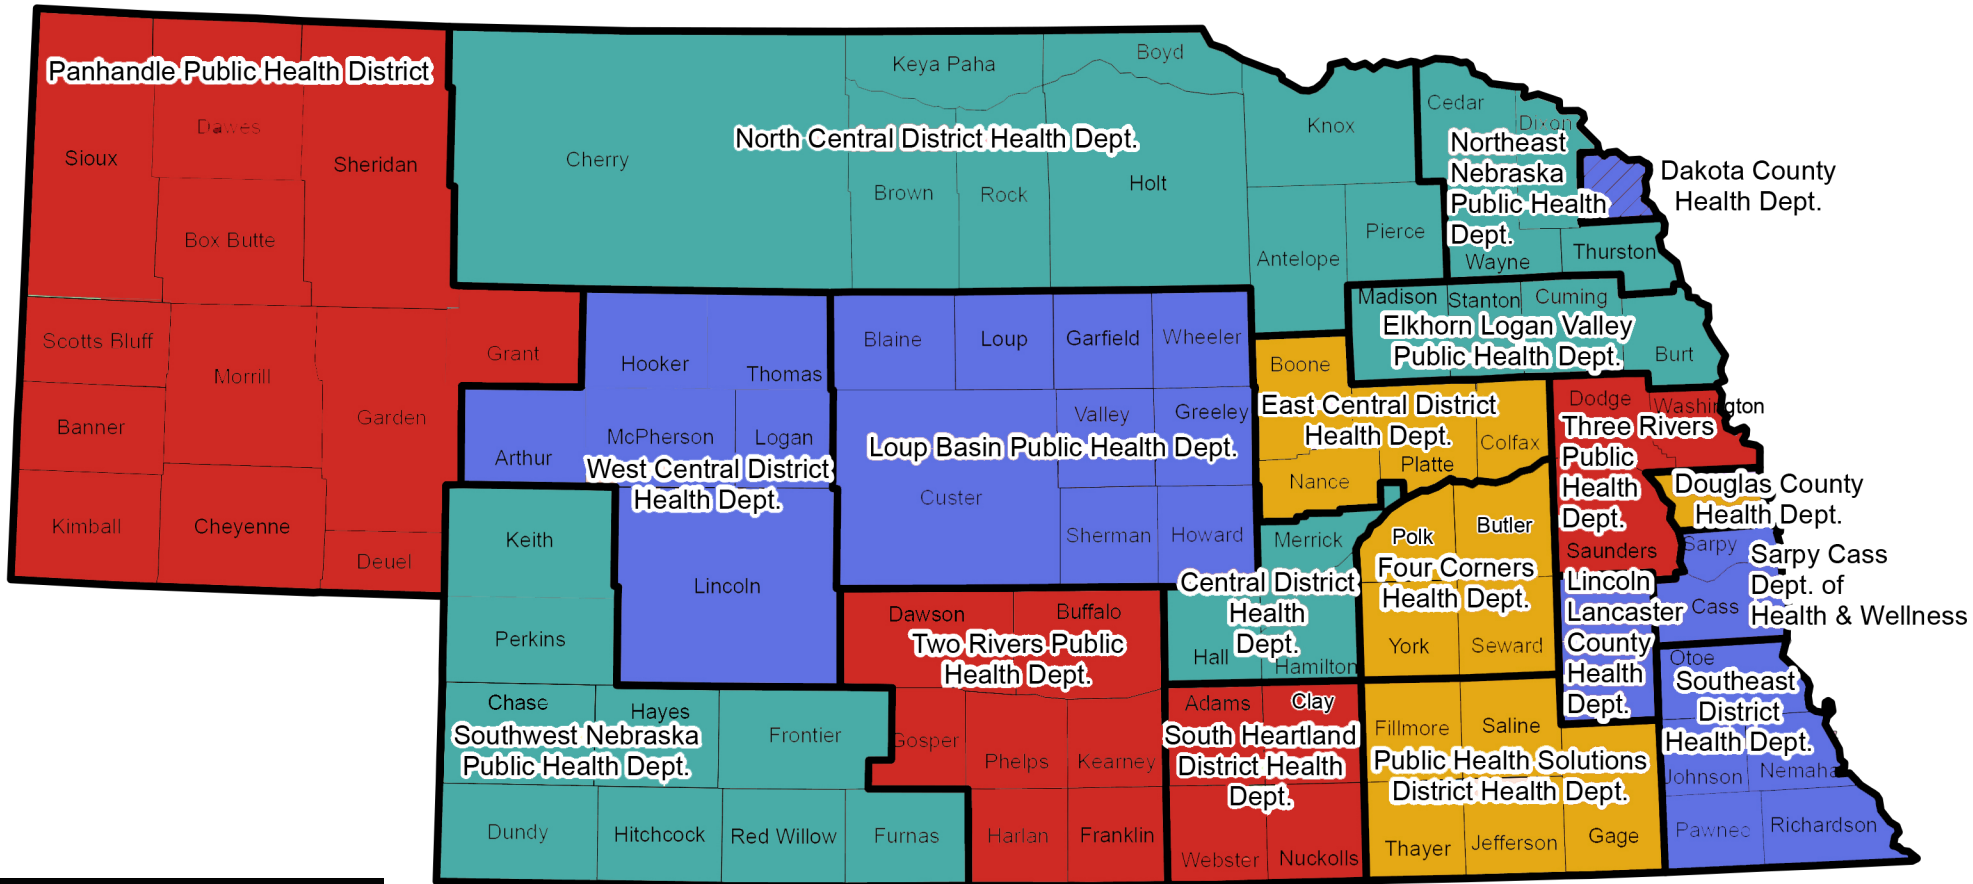 Panhandle Public Health District
Sioux
Dawes
Sheridan
Box Butte
Scotts Bluff
Morrill
Garden
Grant
Banner
Kimball
Cheyenne
Deuel
North Central District Health Dept.
Cherry
Keya Paha
Boyd
Brown
Rock
Holt
Knox
Antelope
Pierce
Cedar
Dixon
Northeast
Nebraska
Public Health
Dept.
Wayne
Thurston
Dakota County
Health Dept.
Madison
Stanton
Cuming
Elkhorn Logan Valley
Public Health Dept.
Burt
Hooker
Thomas
Arthur
McPherson
Logan
West Central District
Health Dept.
Lincoln
Blaine
Loup
Garfield
Wheeler
Valley
Greeley
Loup Basin Public Health Dept.
Custer
Sherman
Howard
Boone
East Central District
Health Dept.
Colfax
Platte
Nance
Dodge
Washington
Three Rivers
Public
Health
Dept.
Saunders
Douglas County
Health Dept.
Sarpy
Sarpy Cass
Dept. of
Health & Wellness
Cass
Keith
Perkins
Chase
Hayes
Frontier
Southwest Nebraska
Public Health Dept.
Dundy
Hitchcock
Red Willow
Furnas
Dawson
Buffalo
Two Rivers Public
Health Dept.
Gosper
Phelps
Kearney
Harlan
Franklin
Merrick
Central District
Health
Dept.
Hall
Hamilton
Polk
Butler
Four Corners
Health Dept.
York
Seward
Lincoln
Lancaster
County
Health
Dept.
Adams
Clay
South Heartland
District Health
Dept.
Webster
Nuckolls
Fillmore
Saline
Public Health Solutions
District Health Dept.
Thayer
Jefferson
Gage
Otoe
Southeast
District
Health Dept.
Johnson
Nemaha
Pawnee
Richardson